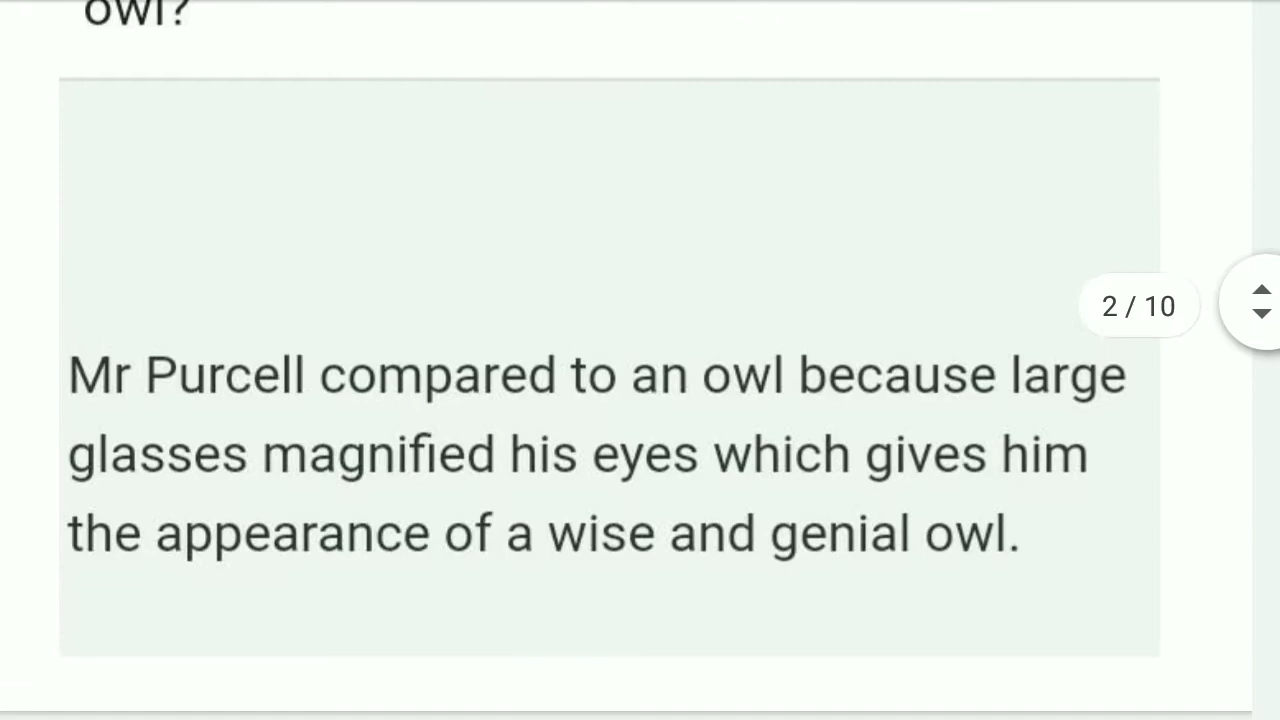 owl?
2 / 10
Mr Purcell compared to an owl because large
glasses magnified his eyes which gives him
the appearance of a wise and genial owl.